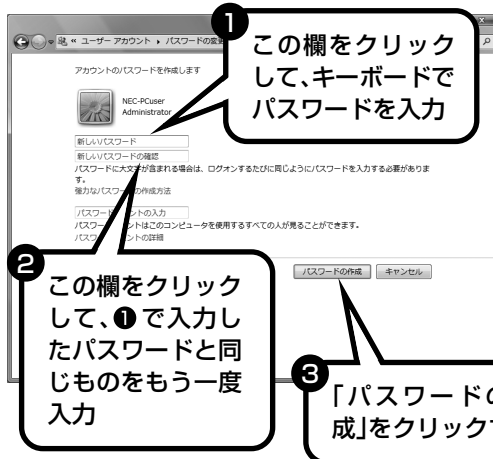 « ユーザー アカウント ▸ パスワードの変
❶
この欄をクリック
して、キーボードで
パスワードを入力
アカウントのパスワードを作成します
NEC-PCuser
Administrator
新しいパスワード
新しいパスワードの確認
パスワードに大文字が含まれる場合は、ログオンするたびに同じようにパスワードを入力する必要がありま
す。
強力なパスワードの作成方法
パスワード ントの入力
パスワー ントはこのコンピュータを使用するすべての人が見ることができます。
パスワ ントの詳細
パスワードの作成 キャンセル
❷
この欄をクリック
して、❶で入力し
たパスワードと同
じものをもう一度
入力
❸
「パスワードの
成」をクリック